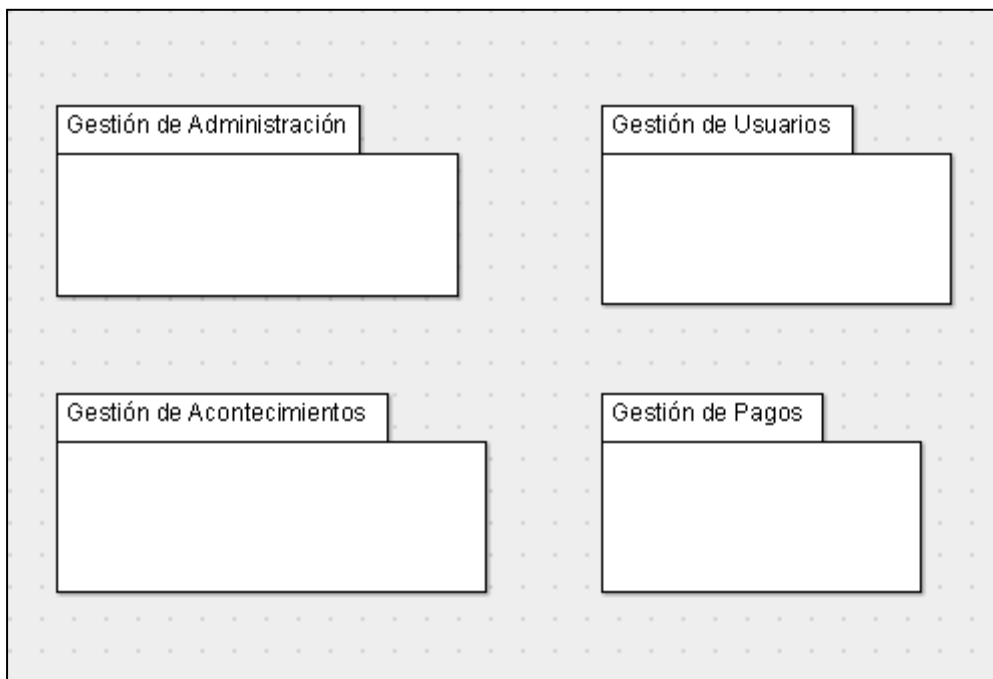 Gestión de Administración
Gestión de Usuarios
Gestión de Acontecimientos
Gestión de Pagos